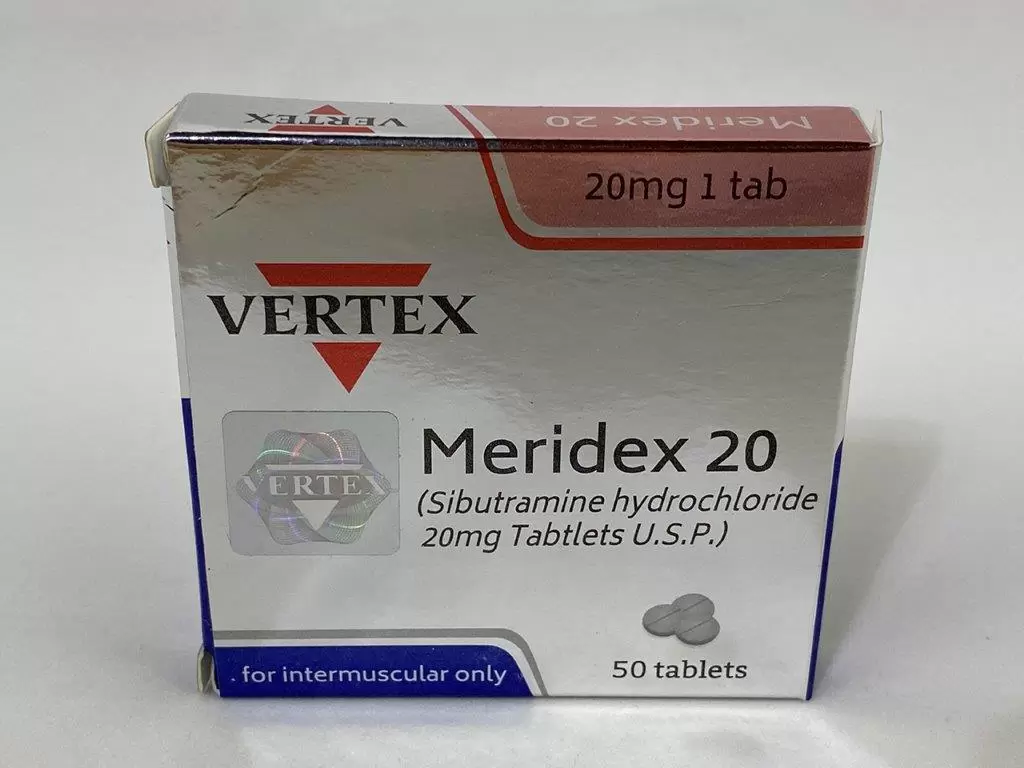 VERTEX
Meridex 20
20mg 1 tab
VERTEX
VERTEX
Meridex 20
(Sibutramine hydrochloride
20mg Tabtlets U.S.P.)
50 tablets
. for intermuscular only